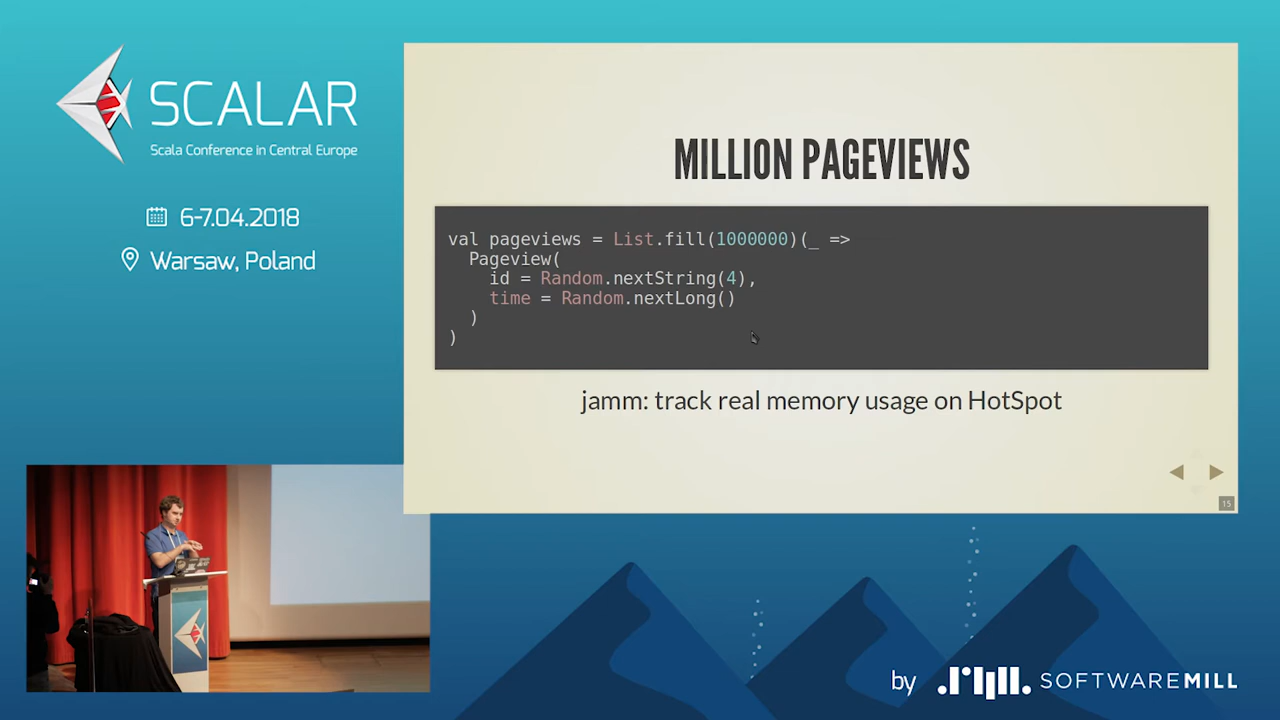 SCALAR
Scala Conference in Central Europe
6-7.04.2018
Warsaw, Poland
MILLION PAGEVIEWS
val pageviews = List.fill(1000000)(_ =>
  Pageview(
    id = Random.nextString(4),
    time = Random.nextLong()
  )
)
jamm: track real memory usage on HotSpot
15
by SOFTWAREMILL